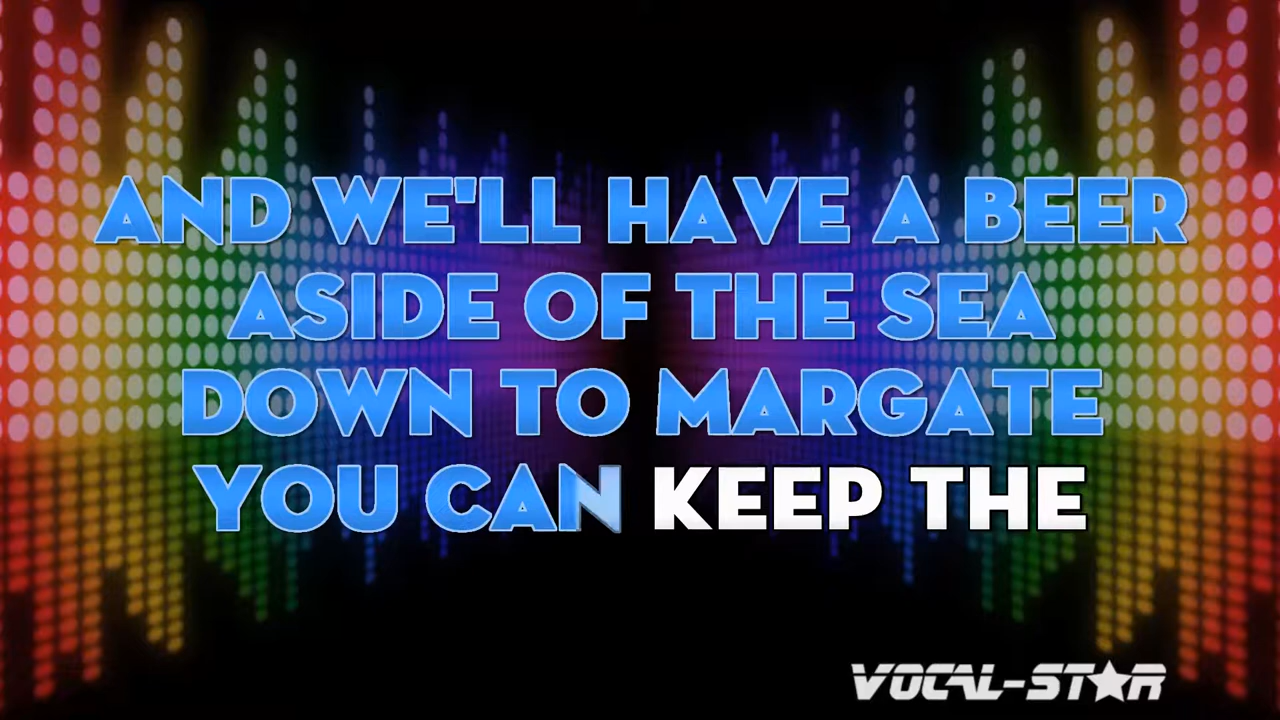 AND WE'LL HAVE A BEER
ASIDE OF THE SEA
DOWN TO MARGATE
YOU CAN KEEP THE
VOCAL-STAR